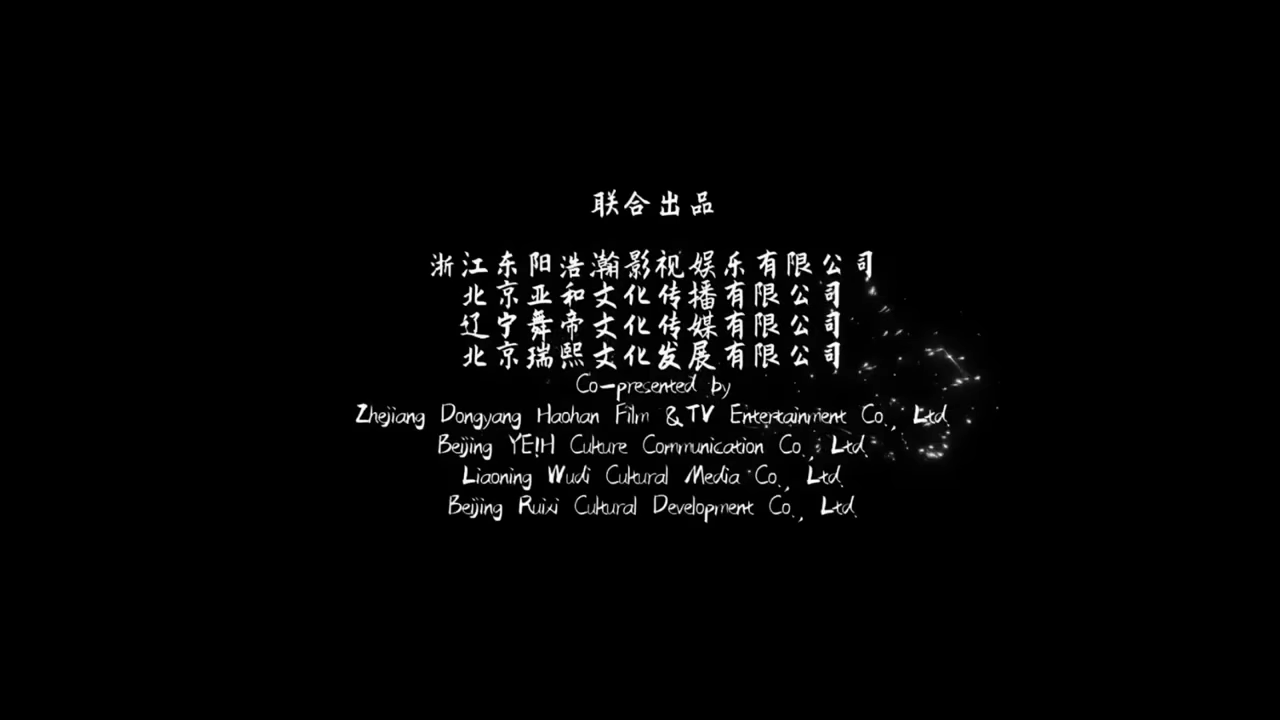 联合出品
浙江东阳浩瀚影视娱乐有限公司
北京亚和文化传播有限公司
辽宁舞帝文化传媒有限公司
北京瑞熙文化发展有限公司
Co-presented by
Zhejiang Dongyang Haohan Film &TV Entertainment Co., Ltd.
Beijing YE!H Culture Communication Co., Ltd.
Liaoning Wudi Cultural Media Co., Ltd.
Beijing Ruixi Cultural Development Co., Ltd.